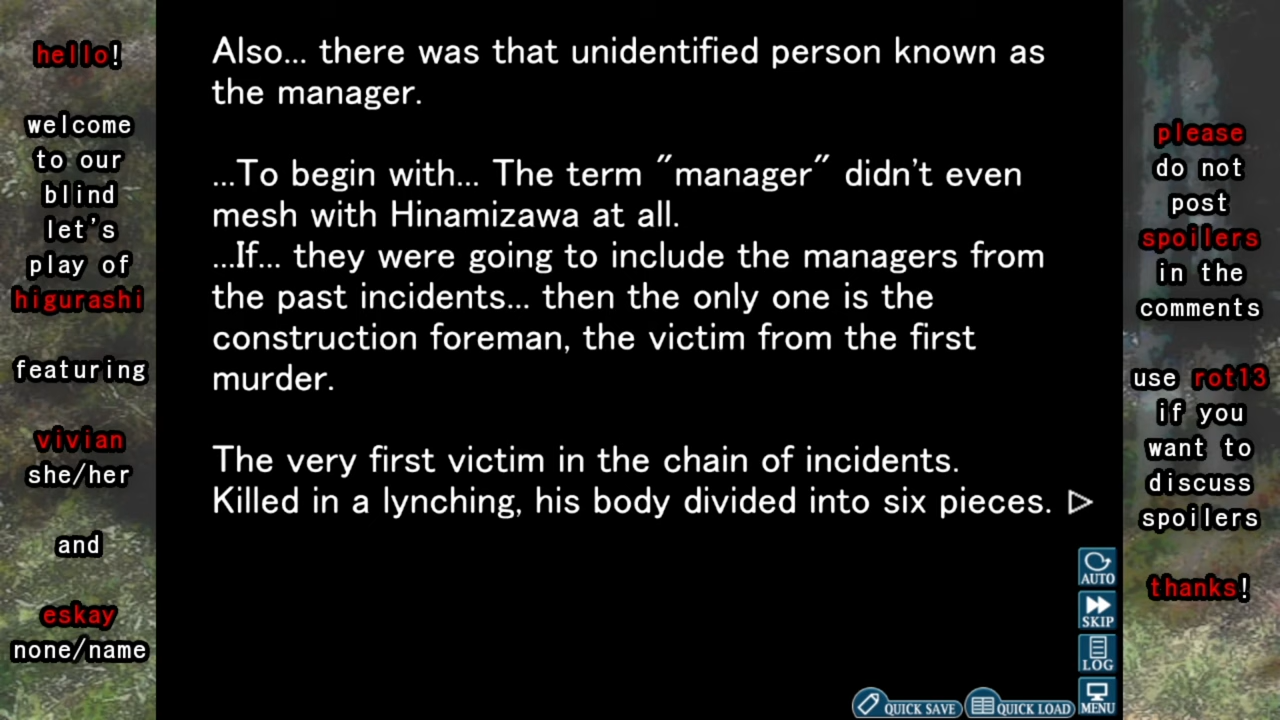 hello!
welcome
to our
blind
let's
play of
higurashi
featuring
vivian
she/her
and
eskay
none/name
Also... there was that unidentified person known as
the manager.
...To begin with... The term "manager" didn't even
mesh with Hinamizawa at all.
...If... they were going to include the managers from
the past incidents... then the only one is the
construction foreman, the victim from the first
murder.
The very first victim in the chain of incidents.
Killed in a lynching, his body divided into six pieces.
AUTO
SKIP
LOG
MENU
QUICK SAVE
QUICK LOAD
please
do not
post
spoilers
in the
comments
use rot13
if you
want to
discuss
spoilers
thanks!